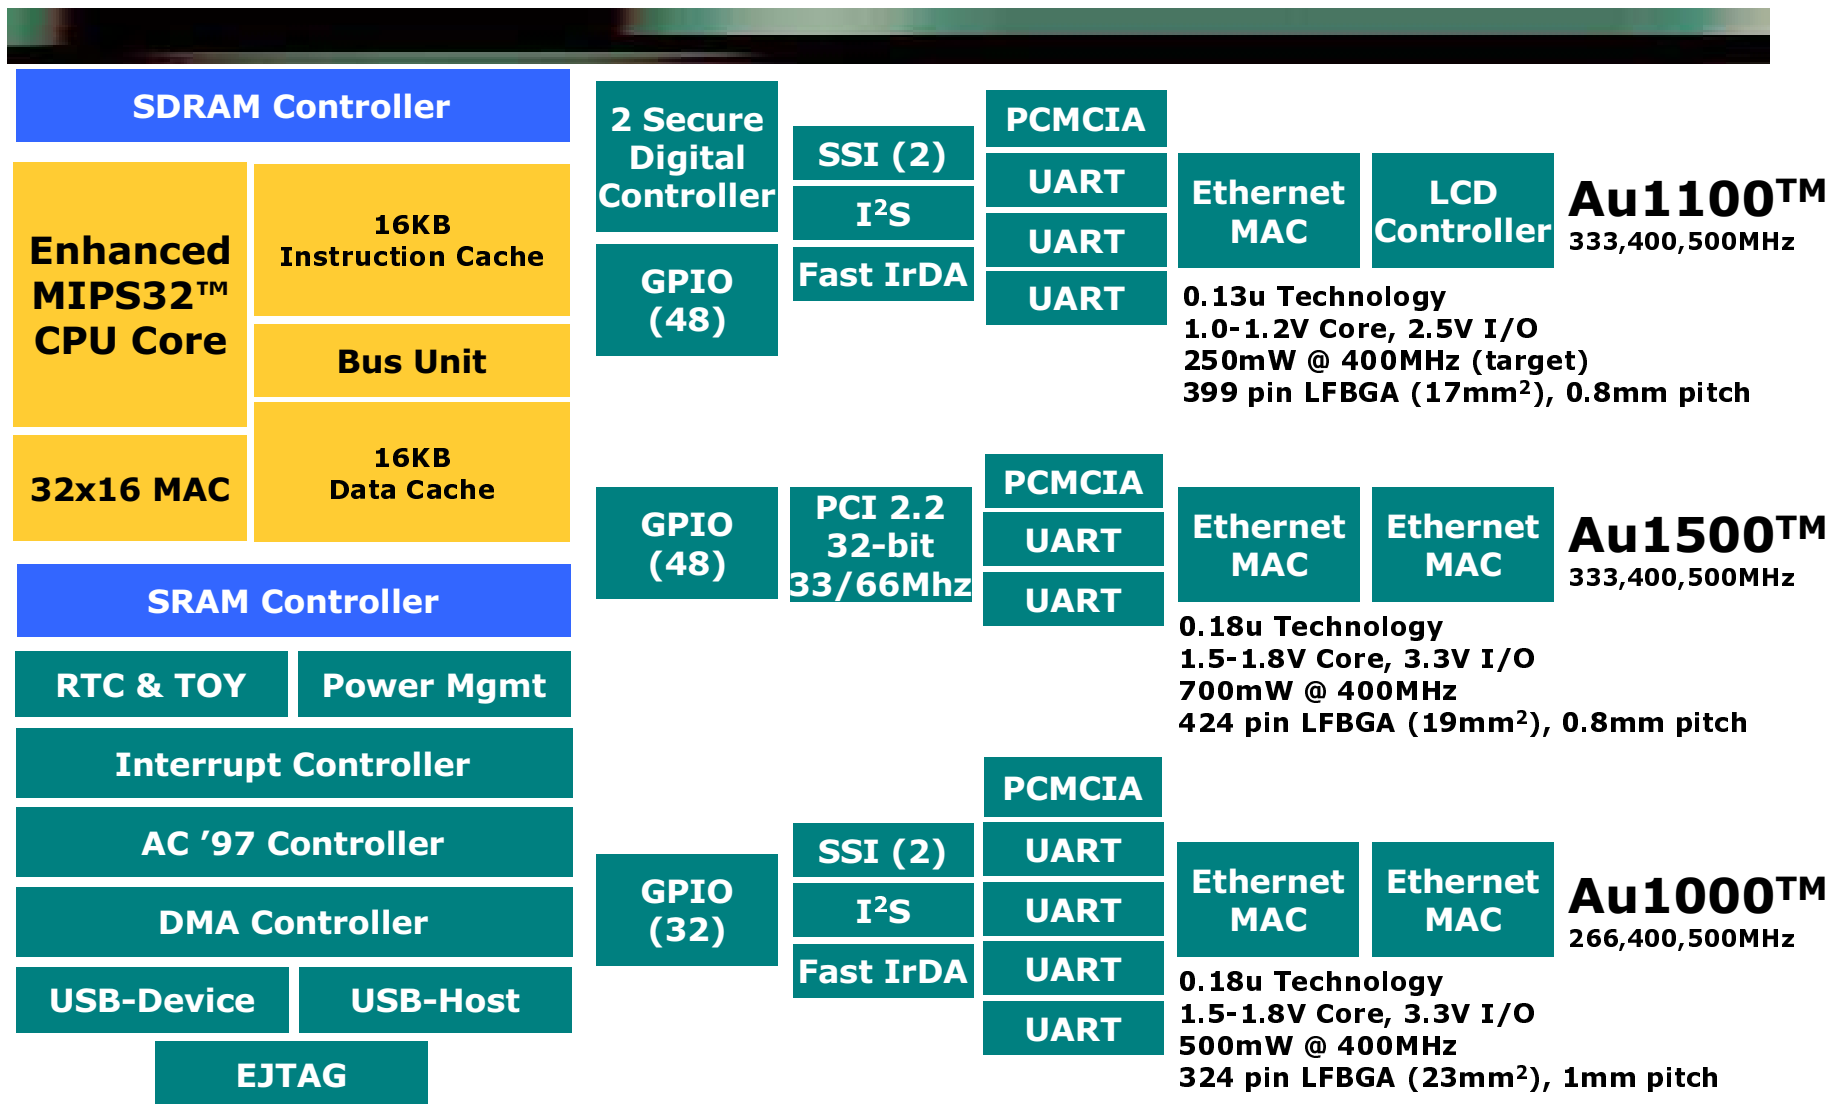 SDRAM Controller
Enhanced
MIPS32™
CPU Core
16KB
Instruction Cache
Bus Unit
32x16 MAC
16KB
Data Cache
SRAM Controller
RTC & TOY
Power Mgmt
Interrupt Controller
AC ’97 Controller
DMA Controller
USB-Device
USB-Host
EJTAG
2 Secure
Digital
Controller
GPIO
(48)
SSI (2)
I²S
Fast IrDA
PCMCIA
UART
UART
UART
Ethernet
MAC
LCD
Controller
Au1100™
333,400,500MHz
0.13u Technology
1.0-1.2V Core, 2.5V I/O
250mW @ 400MHz (target)
399 pin LFBGA (17mm²), 0.8mm pitch
GPIO
(48)
PCI 2.2
32-bit
33/66Mhz
PCMCIA
UART
UART
Ethernet
MAC
Ethernet
MAC
Au1500™
333,400,500MHz
0.18u Technology
1.5-1.8V Core, 3.3V I/O
700mW @ 400MHz
424 pin LFBGA (19mm²), 0.8mm pitch
GPIO
(32)
SSI (2)
I²S
Fast IrDA
PCMCIA
UART
UART
UART
UART
Ethernet
MAC
Ethernet
MAC
Au1000™
266,400,500MHz
0.18u Technology
1.5-1.8V Core, 3.3V I/O
500mW @ 400MHz
324 pin LFBGA (23mm²), 1mm pitch